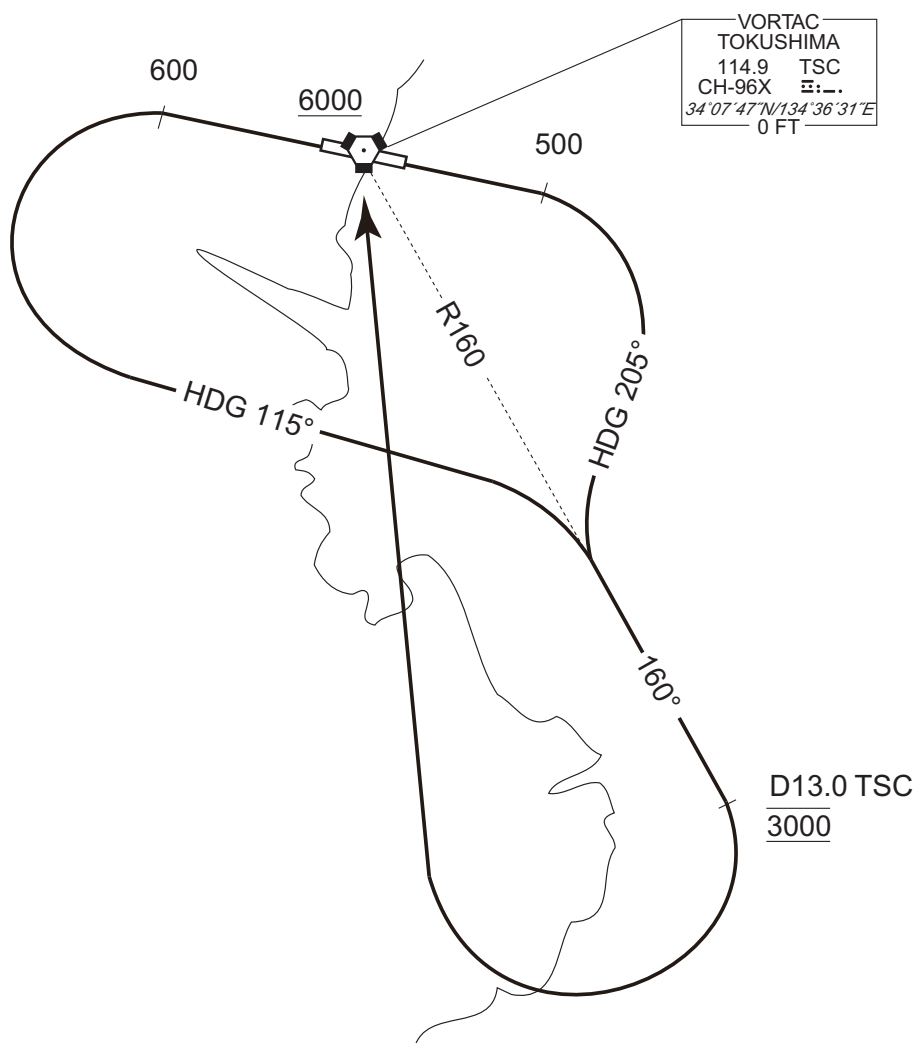 VORTAC
TOKUSHIMA
114.9 TSC
CH-96X
34°07′47″N/134°36′31″E
0 FT
600
6000
500
R160
HDG 205°
HDG 115°
160°
D13.0 TSC
3000